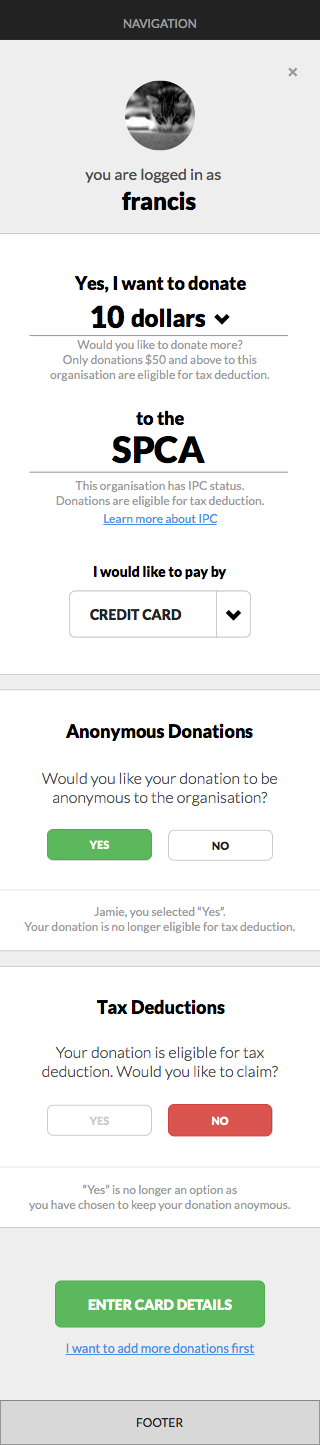 NAVIGATION
×
you are logged in as
francis
Yes, I want to donate
10 dollars
Would you like to donate more?
Only donations $50 and above to this
organisation are eligible for tax deduction.
to the
SPCA
This organisation has IPC status.
Donations are eligible for tax deduction.
Learn more about IPC
I would like to pay by
CREDIT CARD
Anonymous Donations
Would you like your donation to be
anonymous to the organisation?
YES NO
Jamie, you selected “Yes”.
Your donation is no longer eligible for tax deduction.
Tax Deductions
Your donation is eligible for tax
deduction. Would you like to claim?
YES NO
“Yes” is no longer an option as
you have chosen to keep your donation anoymous.
ENTER CARD DETAILS
I want to add more donations first
FOOTER